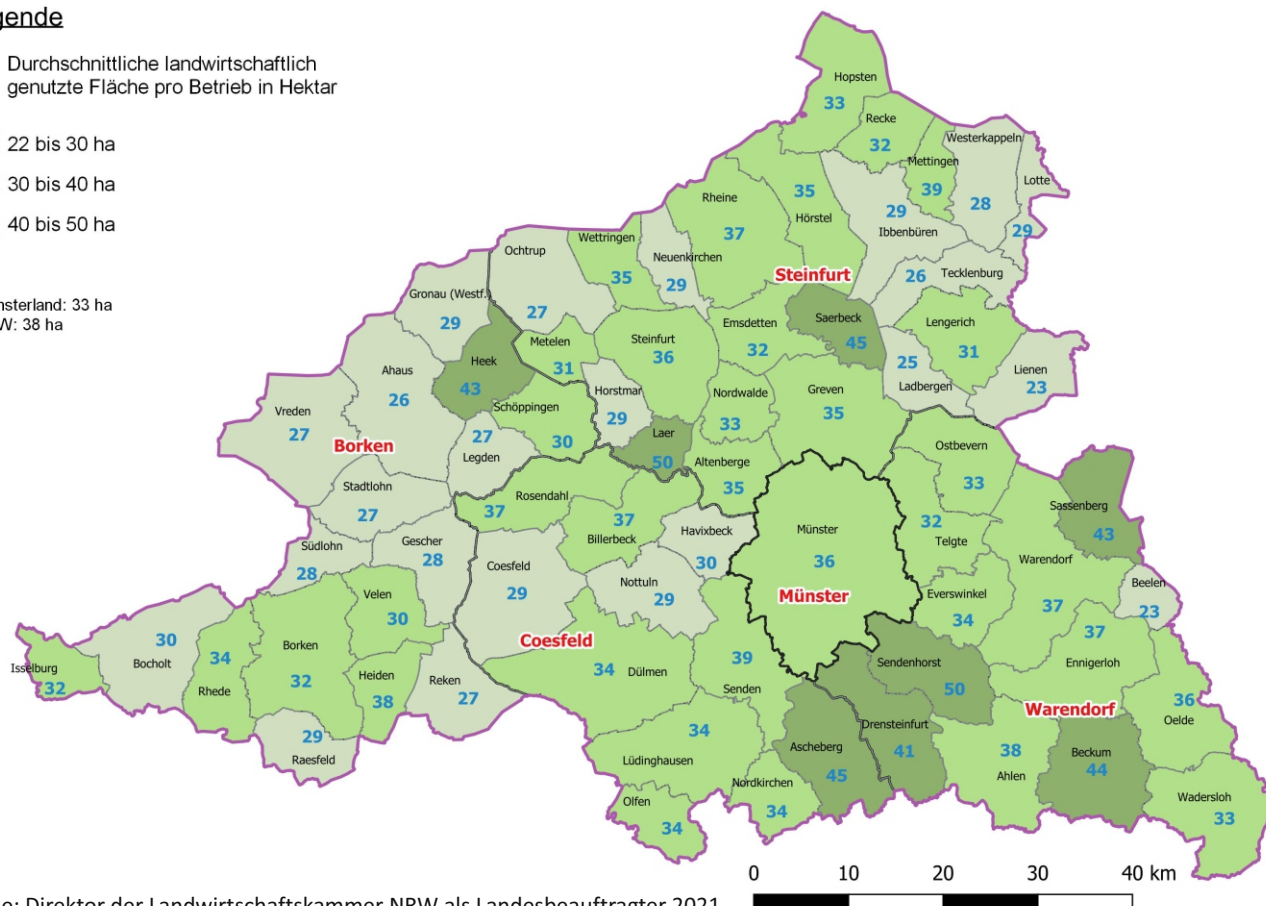 gende
Durchschnittliche landwirtschaftlich
genutzte Fläche pro Betrieb in Hektar
22 bis 30 ha
30 bis 40 ha
40 bis 50 ha
nsterland: 33 ha
W: 38 ha
Hopsten
33
Recke
32
Westerkappeln
28
Mettingen
39
Lotte
29
Rheine
37
35
Hörstel
29
Ibbenbüren
Wettringen
35
Neuenkirchen
29
Ochtrup
27
Steinfurt
26
Tecklenburg
Gronau (Westf.
29
Saerbeck
45
Lengerich
31
Emsdetten
32
Steinfurt
36
Metelen
31
Heek
43
25
Ladbergen
Lienen
23
Ahaus
26
Horstmar
29
Nordwalde
33
Greven
35
Schöppingen
30
Vreden
27
27
Legden
Borken
Laer
50
Ostbevern
33
Altenberge
35
Stadtlohn
27
Rosendahl
37
37
Billerbeck
Sassenberg
43
32
Telgte
Havixbeck
30
Münster
36
Münster
Südlohn
28
Gescher
28
Coesfeld
29
Nottuln
29
Warendorf
37
Beelen
23
Velen
30
Everswinkel
34
37
Ennigerloh
30
Bocholt
34
Rhede
Borken
32
Coesfeld
Isselburg
32
Heiden
38
Reken
27
34
Dülmen
39
Senden
Sendenhorst
50
Warendorf
36
Oelde
29
Raesfeld
34
Lüdinghausen
Ascheberg
45
Drensteinfurt
41
38
Ahlen
Beckum
44
Nordkirchen
34
Olfen
34
Wadersloh
33
0 10 20 30 40 km
e: Direktor der Landwirtschaftskammer NRW als Landesbeauftragter 2021